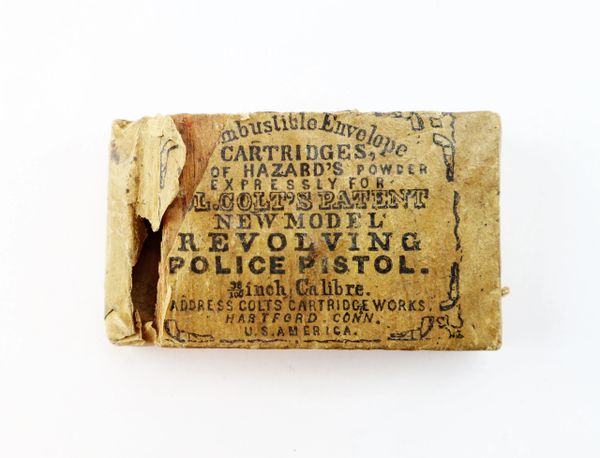 mbustible Envelope
CARTRIDGES,
OF HAZARD'S POWDER
EXPRESSLY FOR
L. COLT'S PATENT
NEW MODEL
REVOLVING
POLICE PISTOL.
inch Calibre.
ADDRESS COLTS CARTRIDGE WORKS.
HARTFORD. CONN.
U.S. AMERICA.